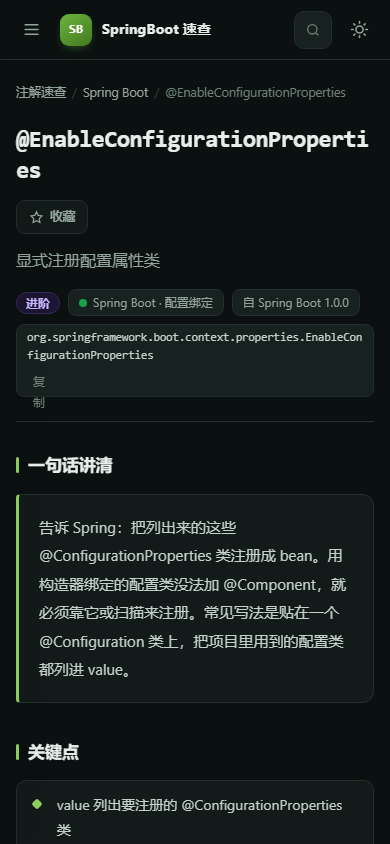 SB SpringBoot 速查
注解速查 / Spring Boot / @EnableConfigurationProperties
@EnableConfigurationProperti
es
收藏
显式注册配置属性类
进阶 Spring Boot · 配置绑定 自 Spring Boot 1.0.0
org.springframework.boot.context.properties.EnableCon
figurationProperties
复
制
一句话讲清
告诉 Spring：把列出来的这些
@ConfigurationProperties 类注册成 bean。用
构造器绑定的配置类没法加 @Component，就
必须靠它或扫描来注册。常见写法是贴在一个
@Configuration 类上，把项目里用到的配置类
都列进 value。
关键点
value 列出要注册的 @ConfigurationProperties
类